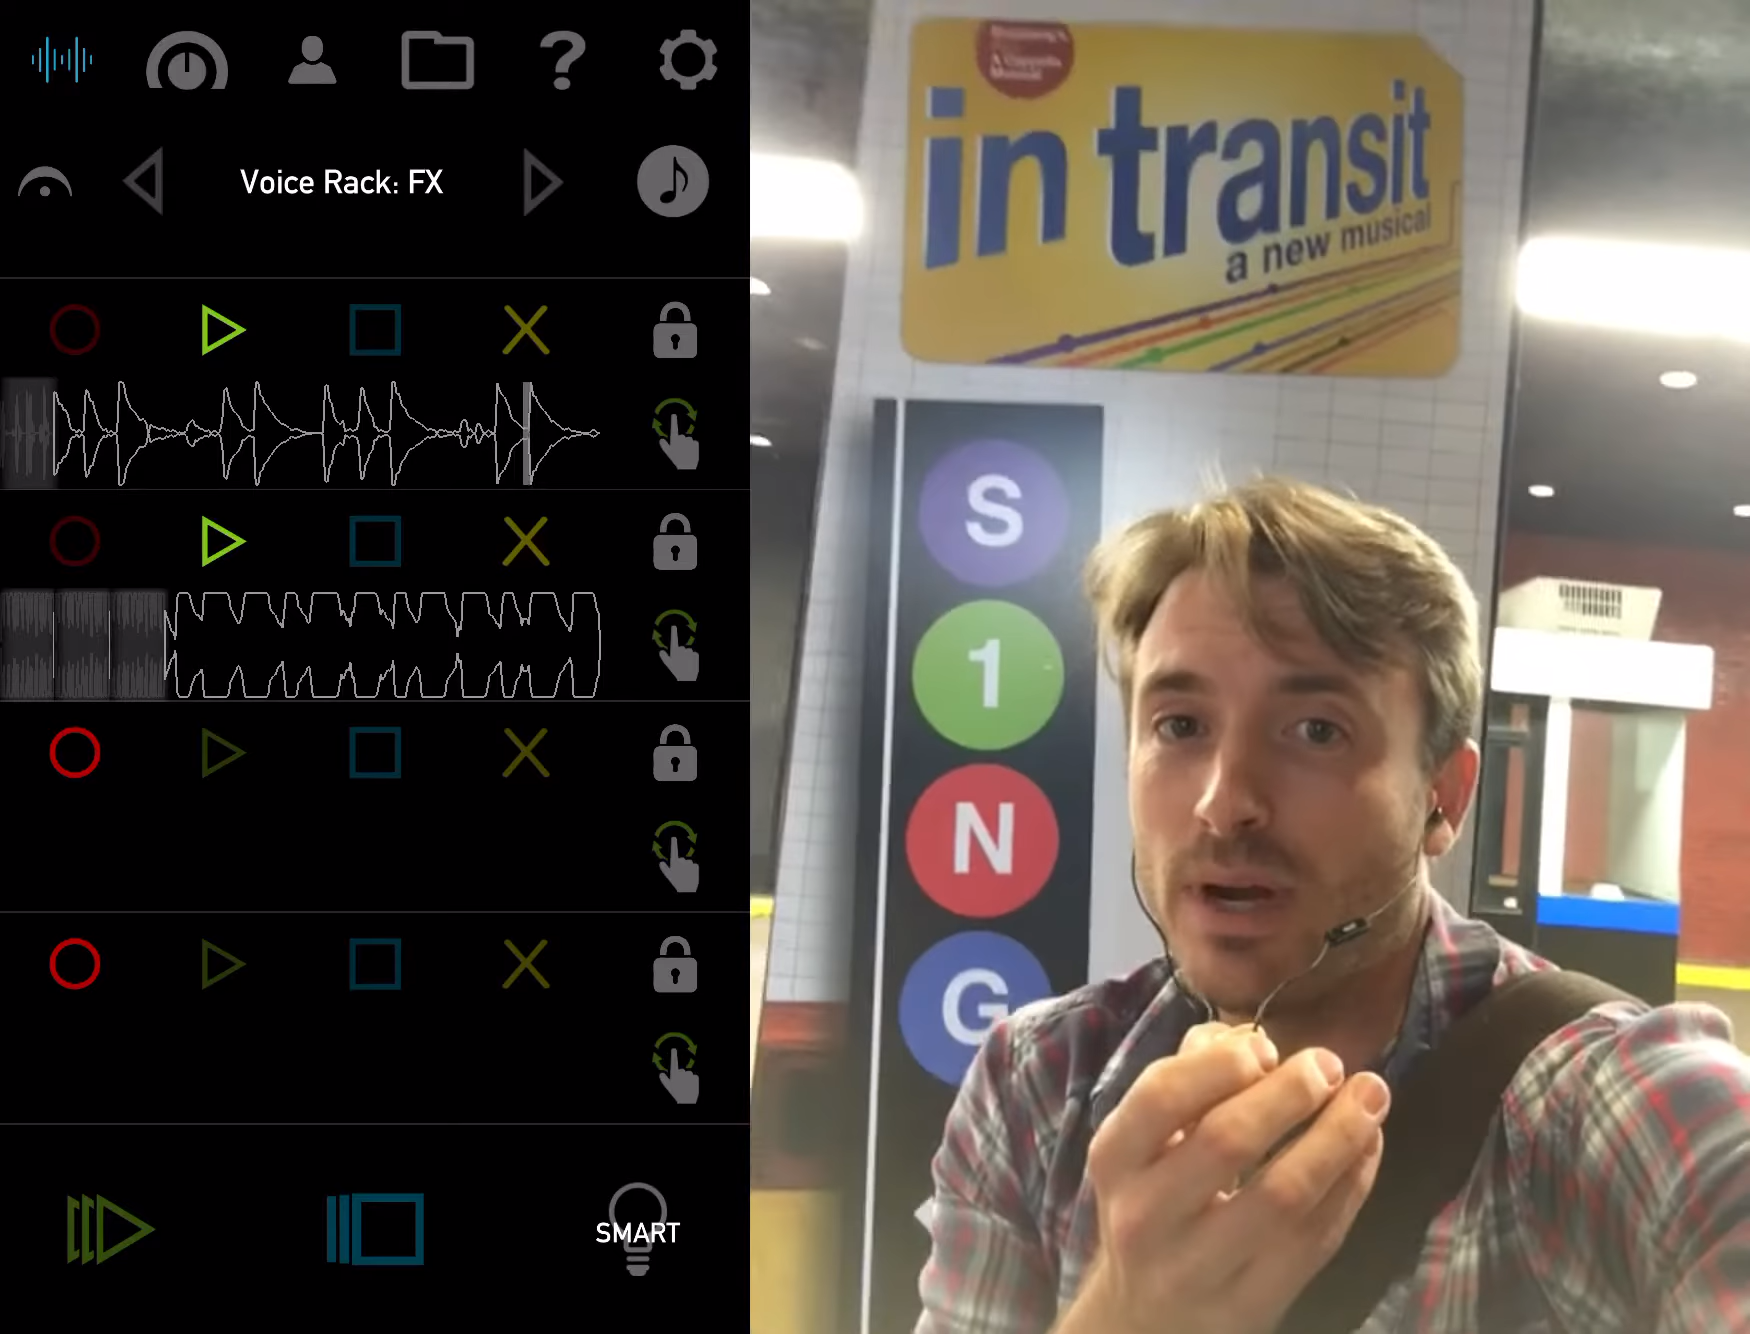 Voice Rack: FX
SMART
in transit
a new musical
S
1
N
G